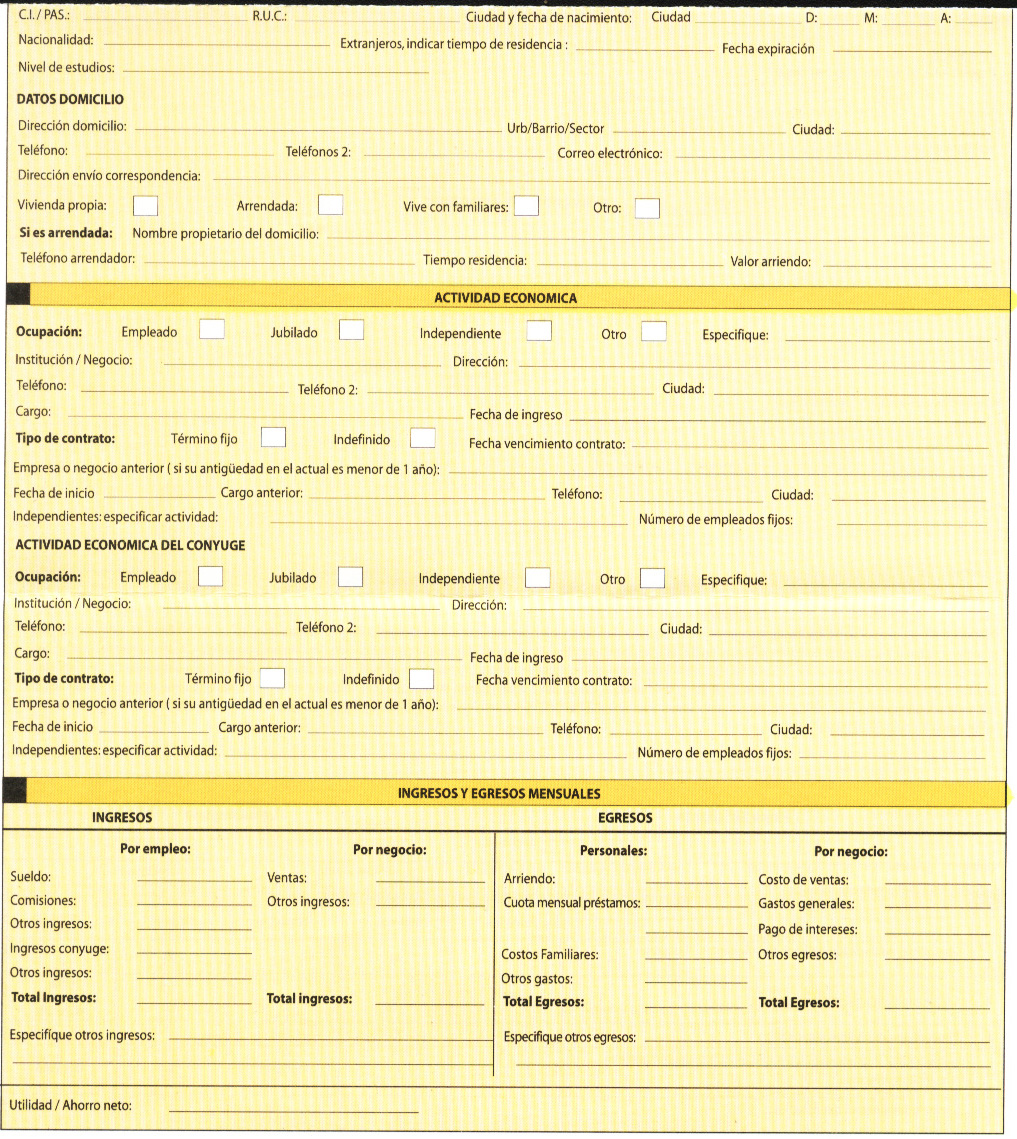 C.I. / PAS.: R.U.C.: Ciudad y fecha de nacimiento: Ciudad D: M: A:
Nacionalidad: Extranjeros, indicar tiempo de residencia : Fecha expiración
Nivel de estudios:
DATOS DOMICILIO
Dirección domicilio: Urb/Barrio/Sector Ciudad:
Teléfono: Teléfonos 2: Correo electrónico:
Dirección envío correspondencia:
Vivienda propia: Arrendada: Vive con familiares: Otro:
Si es arrendada: Nombre propietario del domicilio:
Teléfono arrendador: Tiempo residencia: Valor arriendo:
ACTIVIDAD ECONOMICA
Ocupación: Empleado Jubilado Independiente Otro Especifique:
Institución / Negocio: Dirección:
Teléfono: Teléfono 2: Ciudad:
Cargo: Fecha de ingreso
Tipo de contrato: Término fijo Indefinido Fecha vencimiento contrato:
Empresa o negocio anterior ( si su antigüedad en el actual es menor de 1 año):
Fecha de inicio Cargo anterior: Teléfono: Ciudad:
Independientes: especificar actividad: Número de empleados fijos:
ACTIVIDAD ECONOMICA DEL CONYUGE
Ocupación: Empleado Jubilado Independiente Otro Especifique:
Institución / Negocio: Dirección:
Teléfono: Teléfono 2: Ciudad:
Cargo: Fecha de ingreso
Tipo de contrato: Término fijo Indefinido Fecha vencimiento contrato:
Empresa o negocio anterior ( si su antigüedad en el actual es menor de 1 año):
Fecha de inicio Cargo anterior: Teléfono: Ciudad:
Independientes: especificar actividad: Número de empleados fijos:
INGRESOS Y EGRESOS MENSUALES
INGRESOS EGRESOS
Por empleo: Por negocio: Personales: Por negocio:
Sueldo: Ventas: Arriendo: Costo de ventas:
Comisiones: Otros ingresos: Cuota mensual préstamos: Gastos generales:
Otros ingresos: Pago de intereses:
Ingresos conyuge: Costos Familiares: Otros egresos:
Otros ingresos: Otros gastos:
Total Ingresos: Total ingresos: Total Egresos: Total Egresos:
Especifíque otros ingresos: Especifique otros egresos:
Utilidad / Ahorro neto: